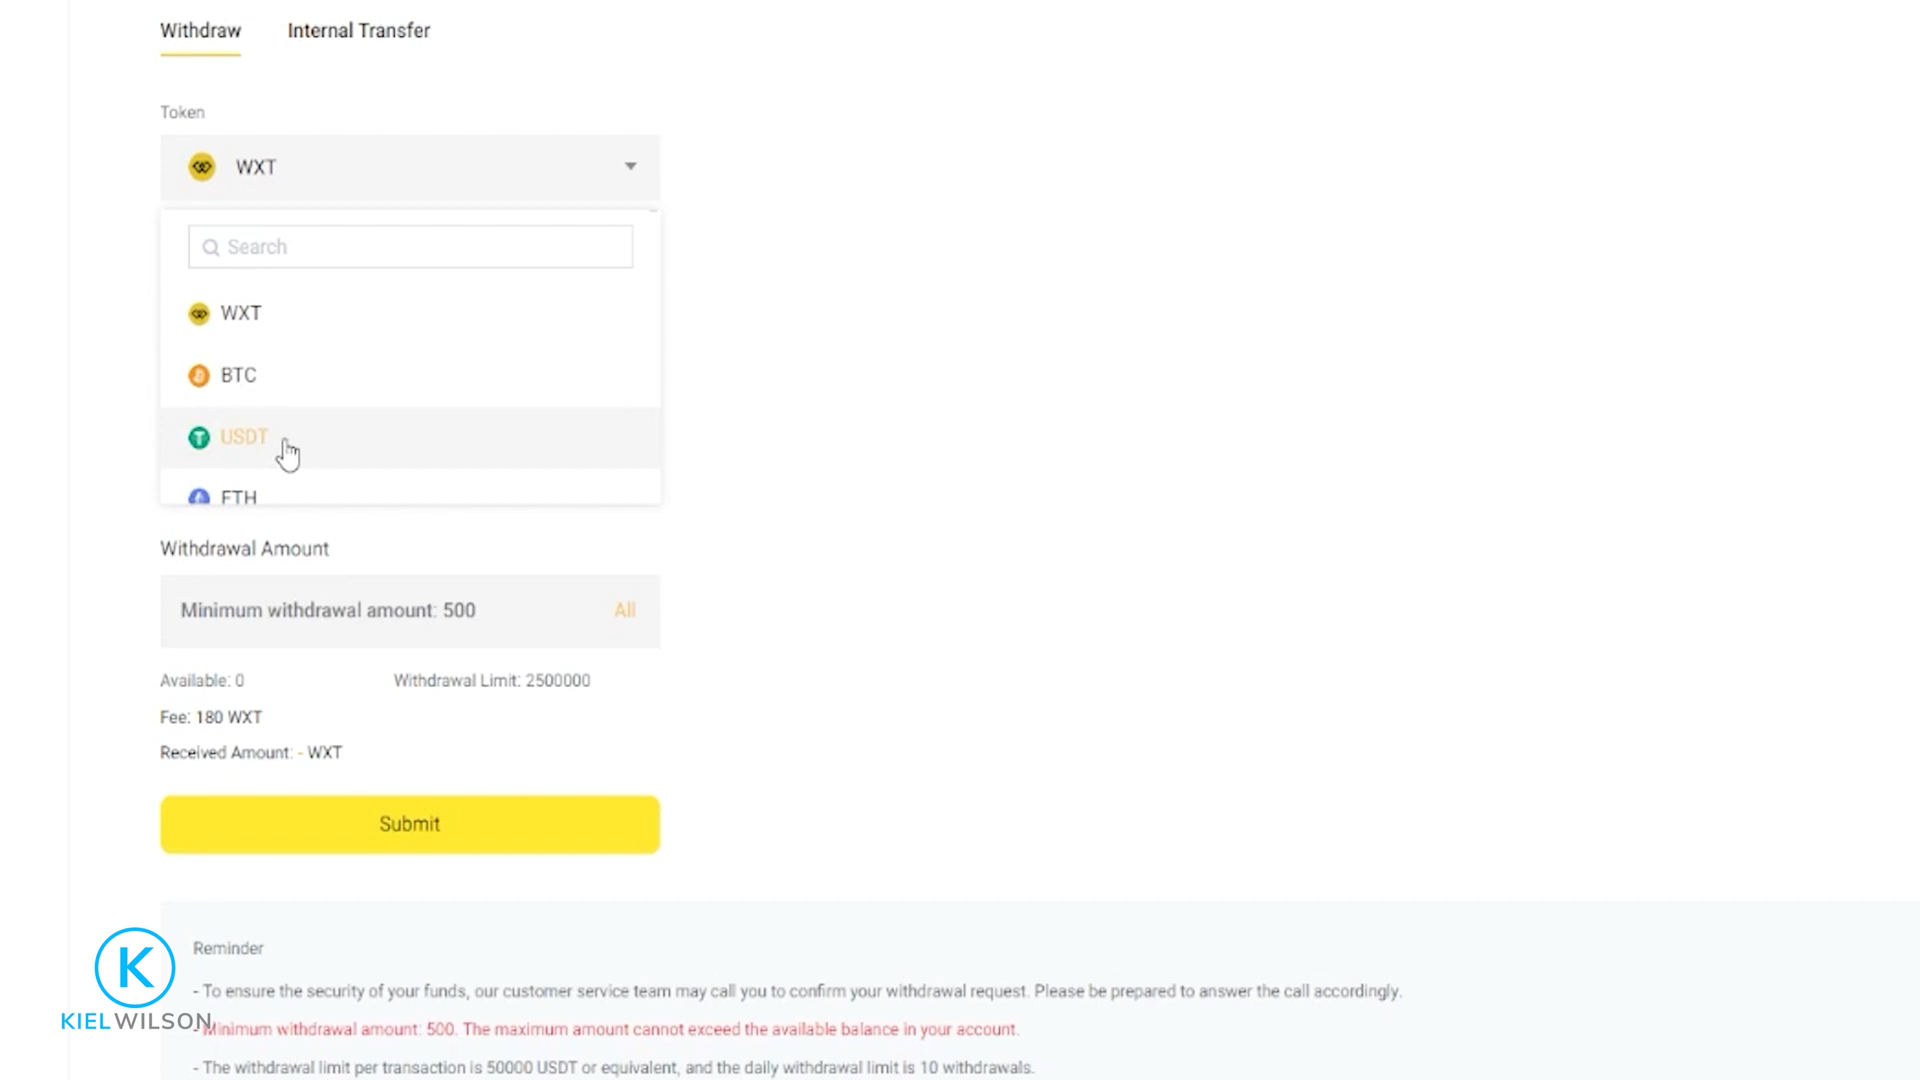 Withdraw Internal Transfer
Token
WXT
Search
WXT
BTC
USDT
ETH
Withdrawal Amount
Minimum withdrawal amount: 500 All
Available: 0 Withdrawal Limit: 2500000
Fee: 180 WXT
Received Amount: - WXT
Submit
Reminder
- To ensure the security of your funds, our customer service team may call you to confirm your withdrawal request. Please be prepared to answer the call accordingly.
- Minimum withdrawal amount: 500. The maximum amount cannot exceed the available balance in your account.
- The withdrawal limit per transaction is 50000 USDT or equivalent, and the daily withdrawal limit is 10 withdrawals.
K
KIELWILSON